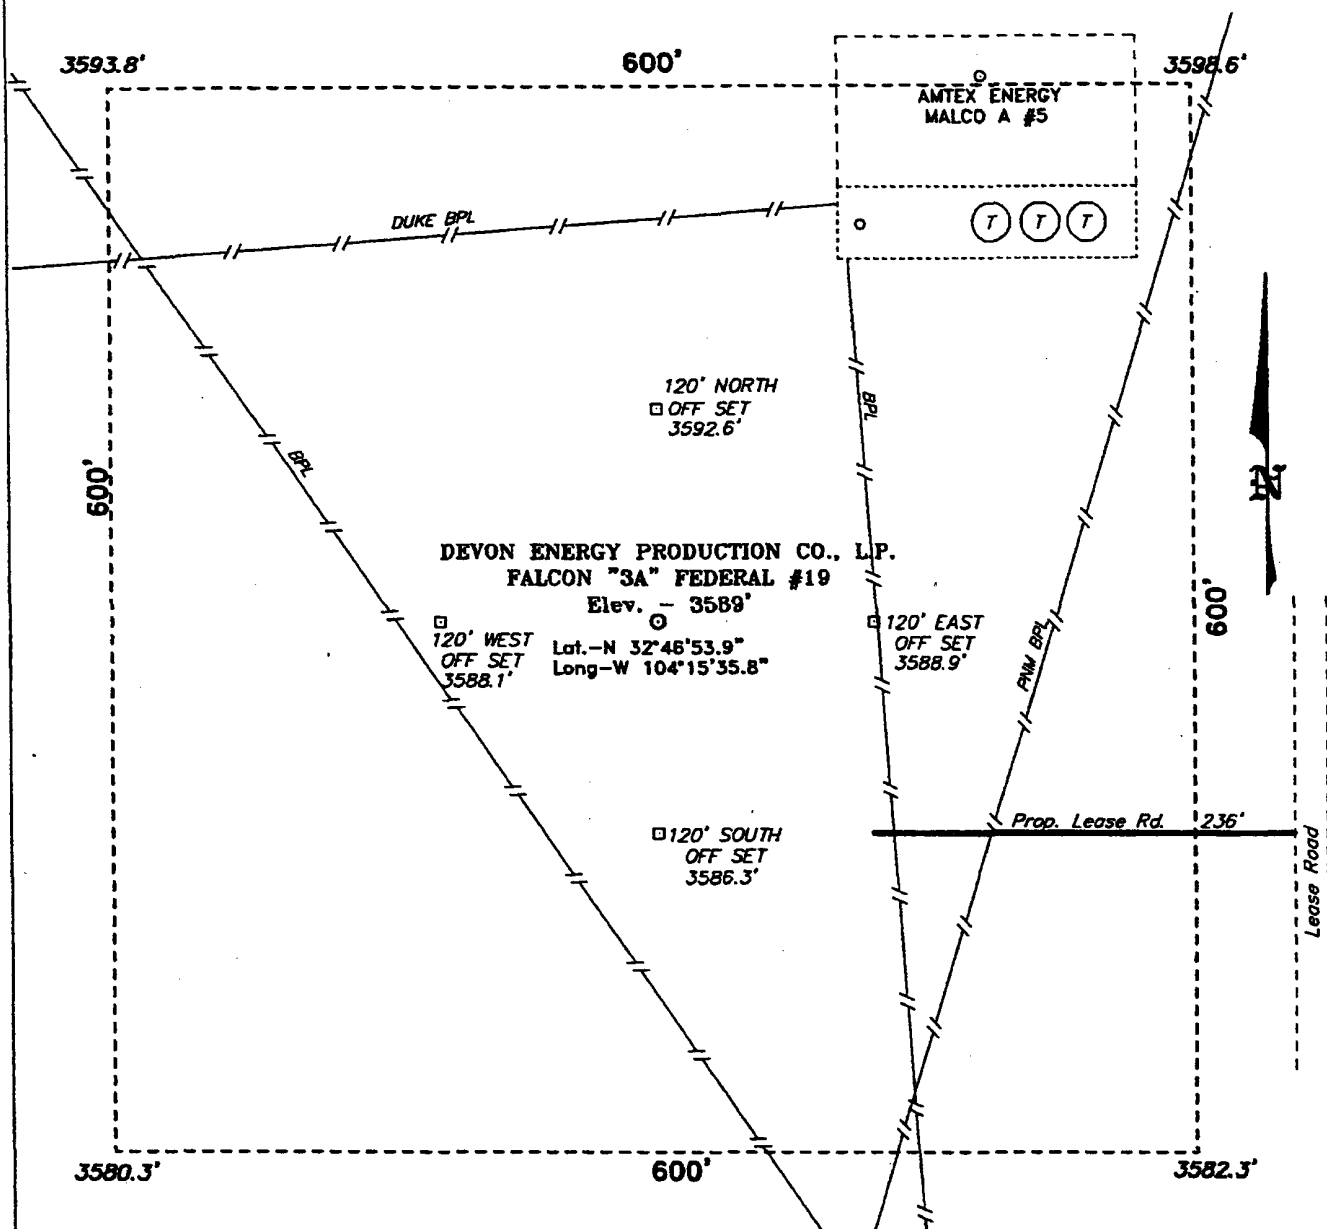 3593.8'
600'
3598.6'
AMTEX ENERGY
MALCO A #5
DUKE BPL
T T T
120' NORTH
OFF SET
3592.6'
BPL
BPL
600'
N
DEVON ENERGY PRODUCTION CO., L.P.
FALCON "3A" FEDERAL #19
Elev. - 3589'
120' WEST
OFF SET
3588.1'
Lat.-N 32°46'53.9"
Long-W 104°15'35.8"
120' EAST
OFF SET
3588.9'
PNM BPL
600'
120' SOUTH
OFF SET
3586.3'
Prop. Lease Rd.
236'
Lease Road
3580.3'
600'
3582.3'